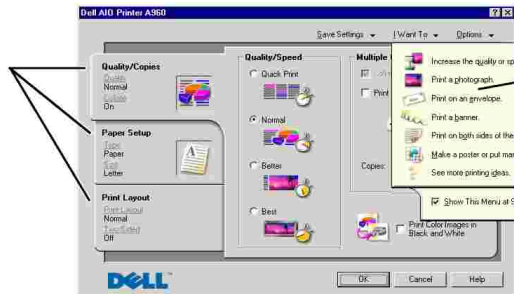 Dell AIO Printer A960
Save Settings I Want To Options
Quality/Copies
Quality
Normal
Collate
On
Paper Setup
Type
Paper
Size
Letter
Print Layout
Print Layout
Normal
Two-Sided
Off
Quality/Speed
Quick Print
Normal
Better
Best
Multiple
Print
Copies:
Print Color Images in
Black and White
Increase the quality or sp
Print a photograph.
Print on an envelope.
Print a banner.
Print on both sides of the
Make a poster or put mar
See more printing ideas.
Show This Menu at S
DELL
OK Cancel Help